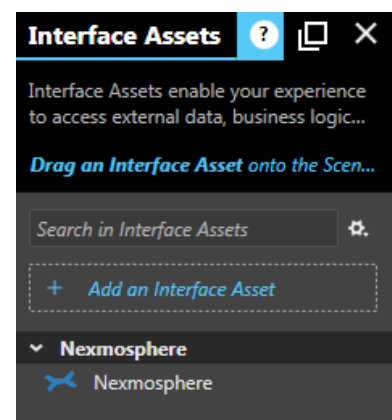 Interface Assets ?
Interface Assets enable your experience
to access external data, business logic...
Drag an Interface Asset onto the Scen...
Search in Interface Assets
+ Add an Interface Asset
Nexmosphere
Nexmosphere